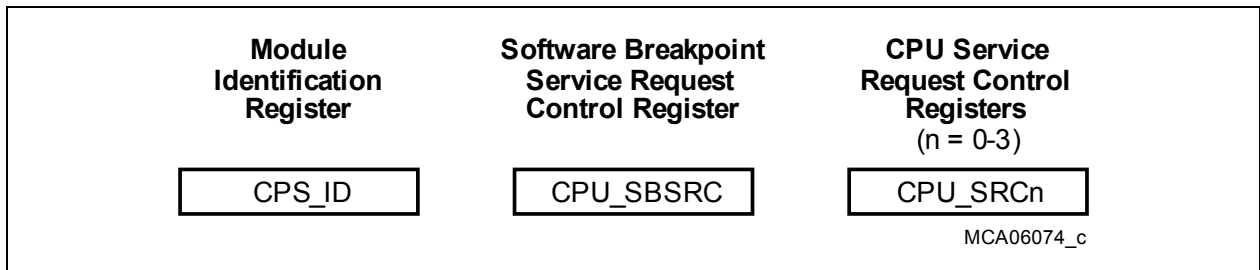 Module
Identification
Register
CPS_ID
Software Breakpoint
Service Request
Control Register
CPU_SBSRC
CPU Service
Request Control
Registers
(n = 0-3)
CPU_SRCn
MCA06074_c